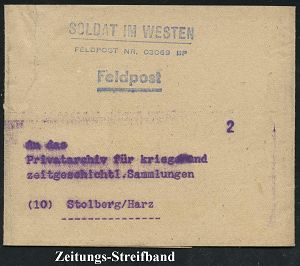 SOLDAT IM WESTEN
FELDPOST NR. 03069 BP
Feldpost
2
An das
Privatarchiv für kriegs und
zeitgeschichtl.Sammlungen
(10) Stolberg/Harz
Zeitungs-Streifband